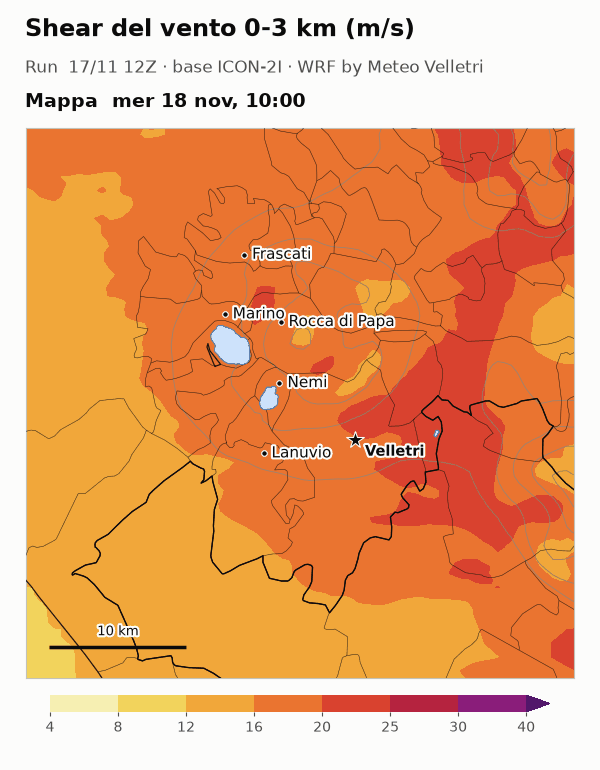 Shear del vento 0-3 km (m/s)
Run  17/11 12Z · base ICON-2I · WRF by Meteo Velletri
Mappa  mer 18 nov, 10:00
Frascati
Marino
Rocca di Papa
Nemi
Velletri
Lanuvio
10 km
4 8 12 16 20 25 30 40